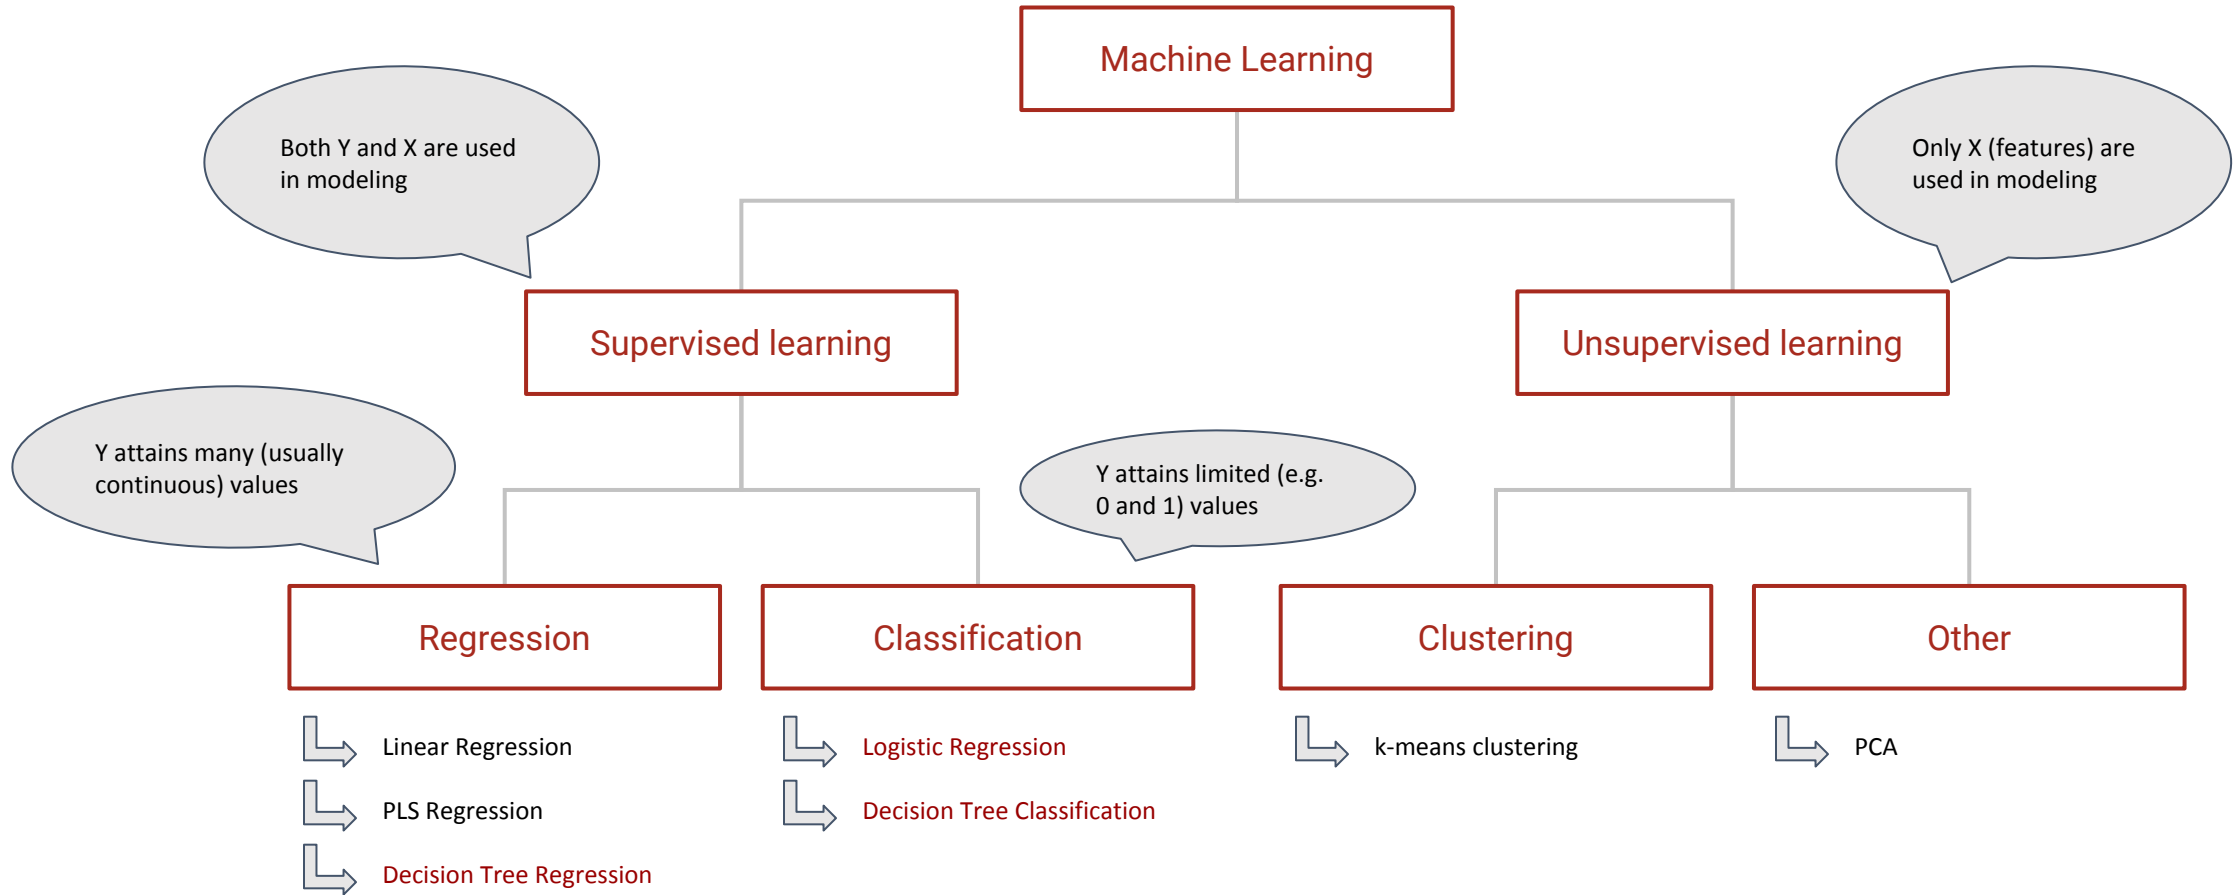 Machine Learning
Both Y and X are used
in modeling
Only X (features) are
used in modeling
Supervised learning
Unsupervised learning
Y attains many (usually
continuous) values
Y attains limited (e.g.
0 and 1) values
Regression
Classification
Clustering
Other
Linear Regression
PLS Regression
Decision Tree Regression
Logistic Regression
Decision Tree Classification
k-means clustering
PCA